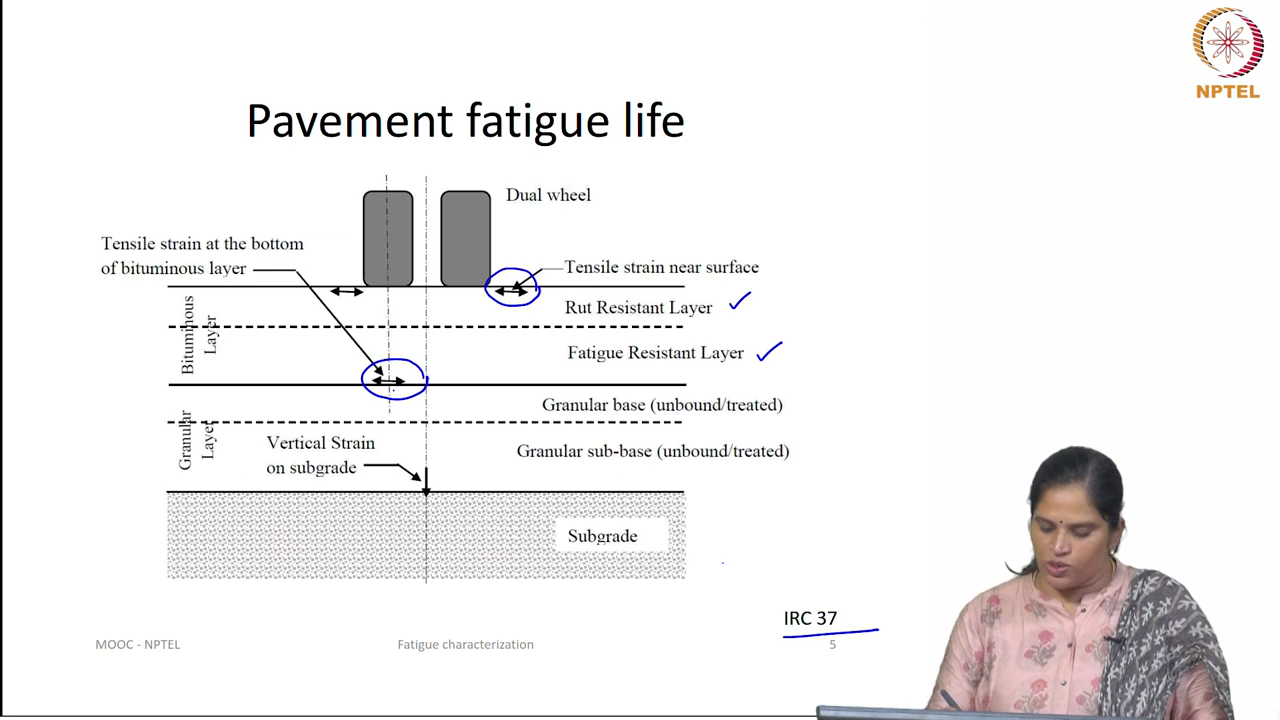 NPTEL
Pavement fatigue life
Dual wheel
Tensile strain at the bottom
of bituminous layer
Tensile strain near surface
Rut Resistant Layer
Bituminous
Layer
Fatigue Resistant Layer
Granular base (unbound/treated)
Granular
Layer
Vertical Strain
on subgrade
Granular sub-base (unbound/treated)
Subgrade
IRC 37
MOOC - NPTEL
Fatigue characterization
5